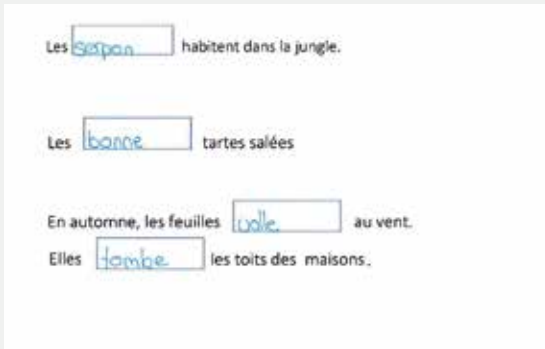 Les serpan habitent dans la jungle.
Les bonne tartes salées
En automne, les feuilles volle au vent.
Elles tombe les toits des maisons.